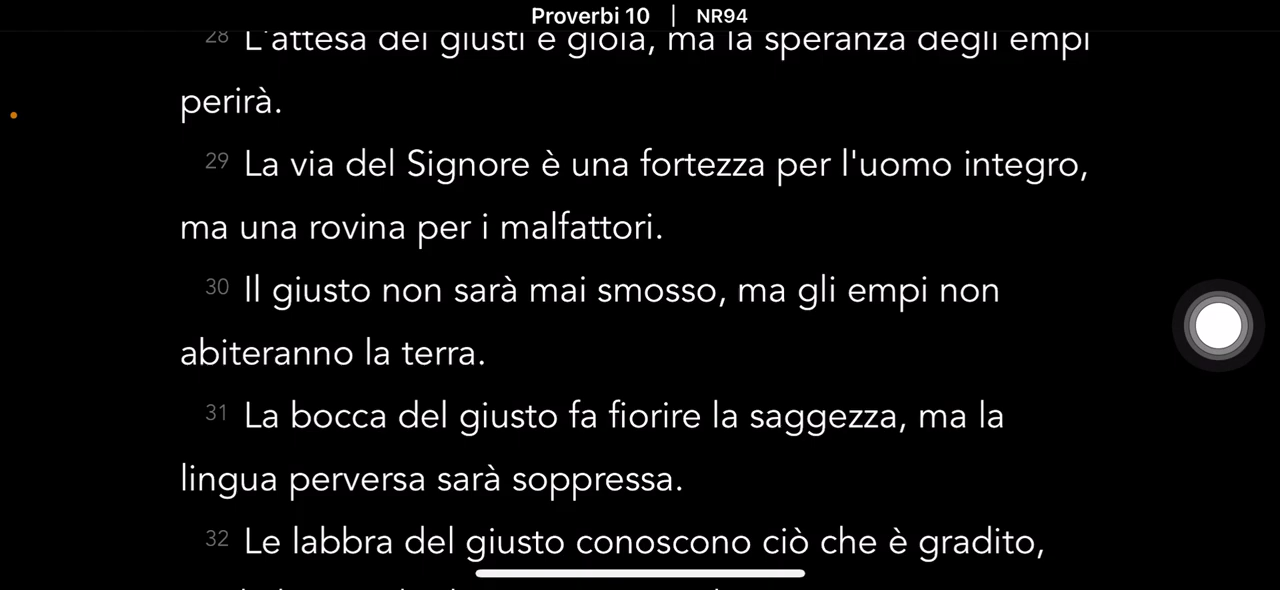 Proverbi 10 | NR94
28 L'attesa dei giusti è gioia, ma la speranza degli empi
perirà.
29 La via del Signore è una fortezza per l'uomo integro,
ma una rovina per i malfattori.
30 Il giusto non sarà mai smosso, ma gli empi non
abiteranno la terra.
31 La bocca del giusto fa fiorire la saggezza, ma la
lingua perversa sarà soppressa.
32 Le labbra del giusto conoscono ciò che è gradito,